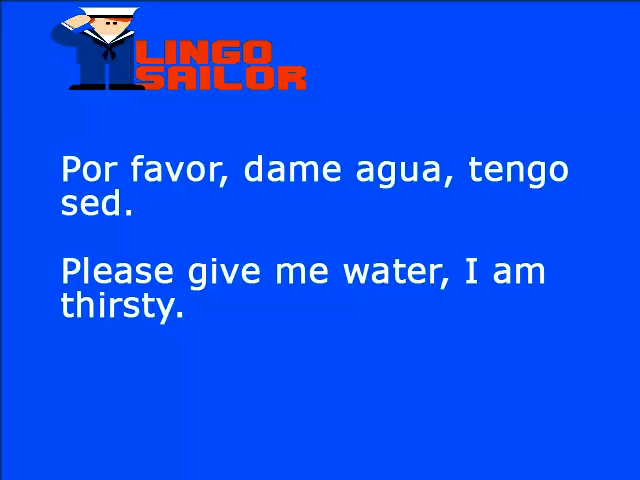 LINGO
SAILOR
Por favor, dame agua, tengo
sed.
Please give me water, I am
thirsty.